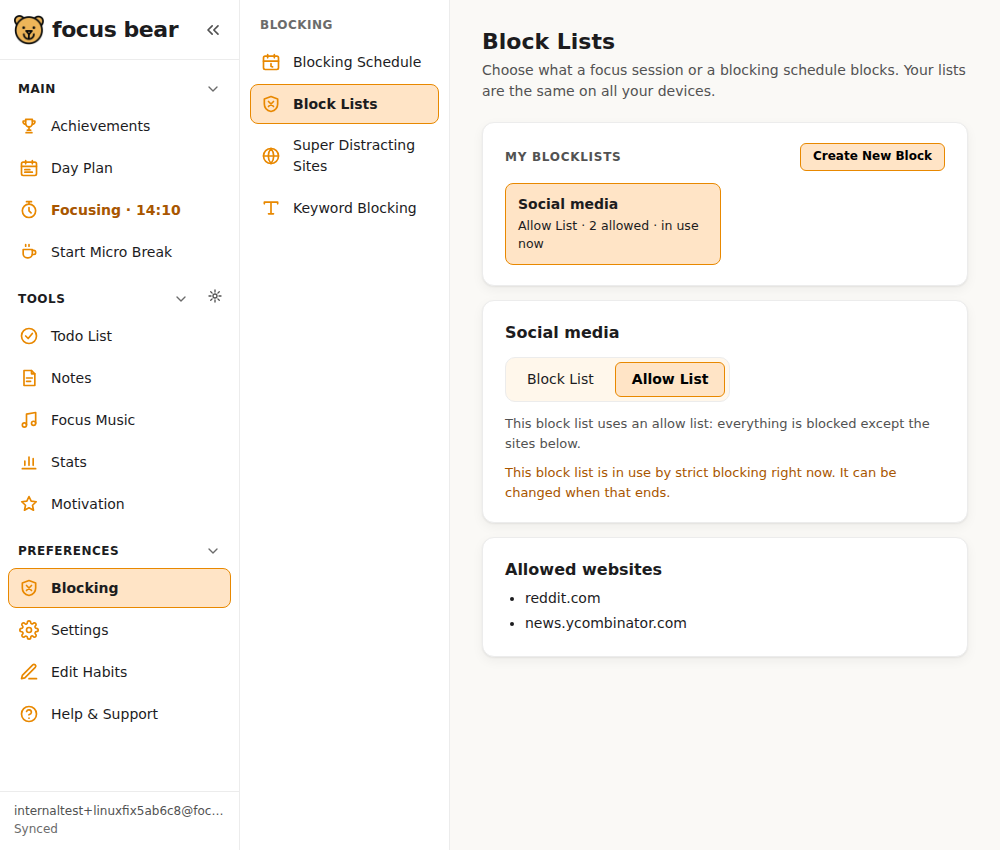 focus bear
MAIN
Achievements
Day Plan
Focusing · 14:10
Start Micro Break
TOOLS
Todo List
Notes
Focus Music
Stats
Motivation
PREFERENCES
Blocking
Settings
Edit Habits
Help & Support
internaltest+linuxfix5ab6c8@foc…
Synced
BLOCKING
Blocking Schedule
Block Lists
Super Distracting
Sites
Keyword Blocking
Block Lists
Choose what a focus session or a blocking schedule blocks. Your lists
are the same on all your devices.
MY BLOCKLISTS
Create New Block
Social media
Allow List · 2 allowed · in use
now
Social media
Block List
Allow List
This block list uses an allow list: everything is blocked except the
sites below.
This block list is in use by strict blocking right now. It can be
changed when that ends.
Allowed websites
• reddit.com
• news.ycombinator.com